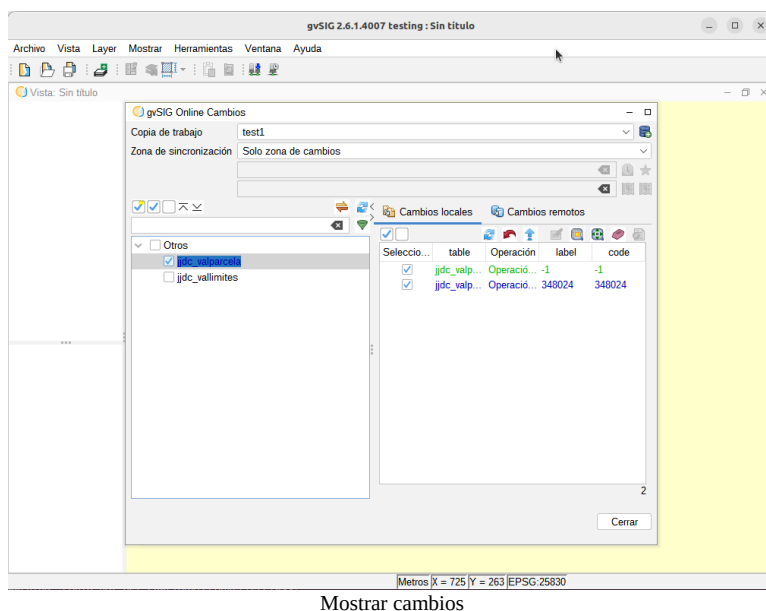 gvSIG 2.6.1.4007 testing : Sin título
Archivo Vista Layer Mostrar Herramientas Ventana Ayuda
Vista: Sin título
gvSIG Online Cambios
Copia de trabajo test1
Zona de sincronización Solo zona de cambios
Cambios locales Cambios remotos
Otros
jjdc_valparcela
jjdc_vallimites
Seleccio... table Operación label code
jjdc_valp... Operació... -1 -1
jjdc_valp... Operació... 348024 348024
2
Cerrar
Metros X = 725 Y = 263 EPSG:25830
Mostrar cambios